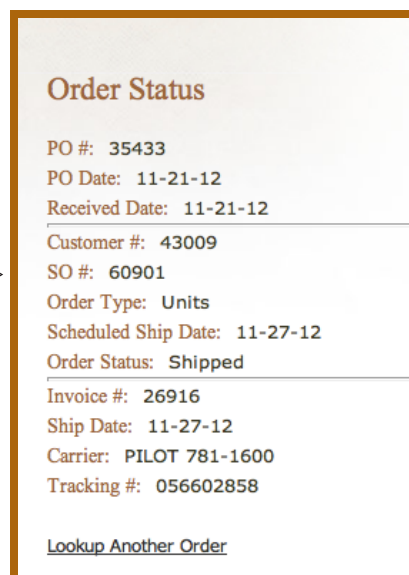 Order Status
PO #: 35433
PO Date: 11-21-12
Received Date: 11-21-12
Customer #: 43009
SO #: 60901
Order Type: Units
Scheduled Ship Date: 11-27-12
Order Status: Shipped
Invoice #: 26916
Ship Date: 11-27-12
Carrier: PILOT 781-1600
Tracking #: 056602858
Lookup Another Order